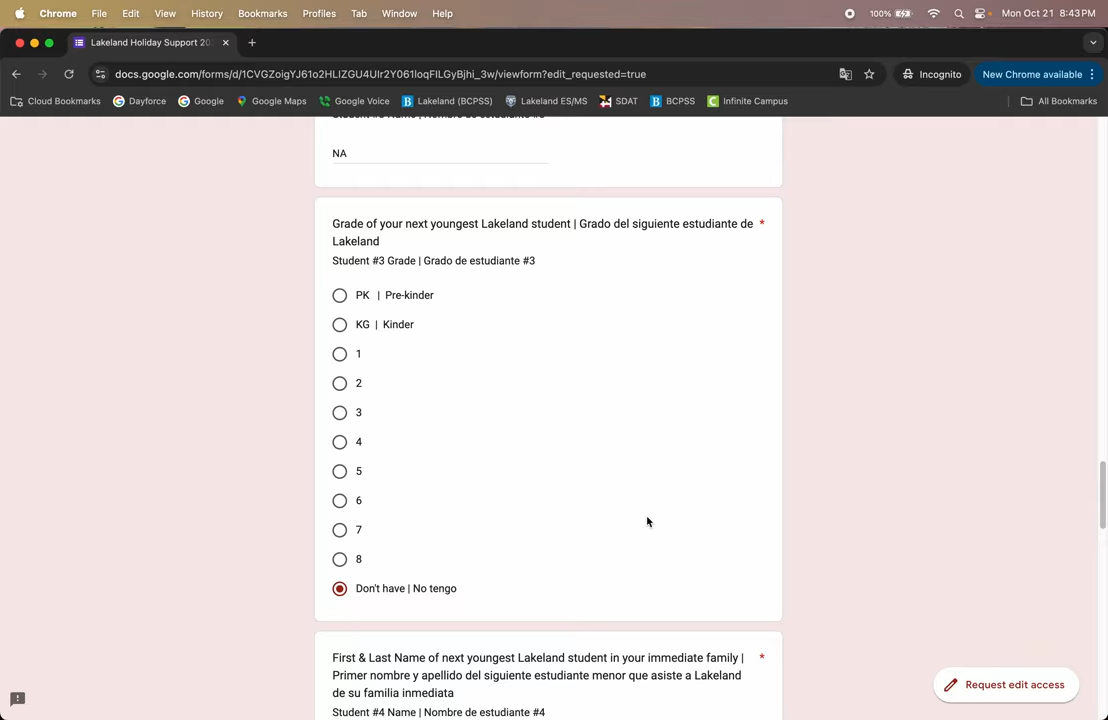 Chrome File Edit View History Bookmarks Profiles Tab Window Help 100% Mon Oct 21 8:43 PM
Lakeland Holiday Support 20
docs.google.com/forms/d/1CVGZoigYJ61o2HLIZGU4UIr2Y061IoqFILGyBjhi_3w/viewform?edit_requested=true Incognito New Chrome available
Cloud Bookmarks Dayforce Google Google Maps Google Voice Lakeland (BCPSS) Lakeland ES/MS SDAT BCPSS Infinite Campus All Bookmarks
NA
Grade of your next youngest Lakeland student | Grado del siguiente estudiante de *
Lakeland
Student #3 Grade | Grado de estudiante #3
PK | Pre-kinder
KG | Kinder
1
2
3
4
5
6
7
8
Don't have | No tengo
First & Last Name of next youngest Lakeland student in your immediate family | *
Primer nombre y apellido del siguiente estudiante menor que asiste a Lakeland
de su familia inmediata
Student #4 Name | Nombre de estudiante #4
Request edit access